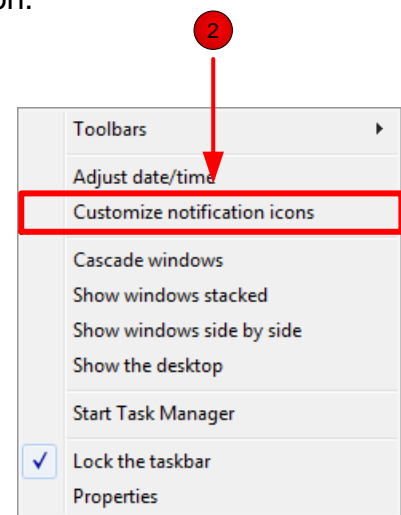 on.
2
Toolbars
Adjust date/time
Customize notification icons
Cascade windows
Show windows stacked
Show windows side by side
Show the desktop
Start Task Manager
Lock the taskbar
Properties